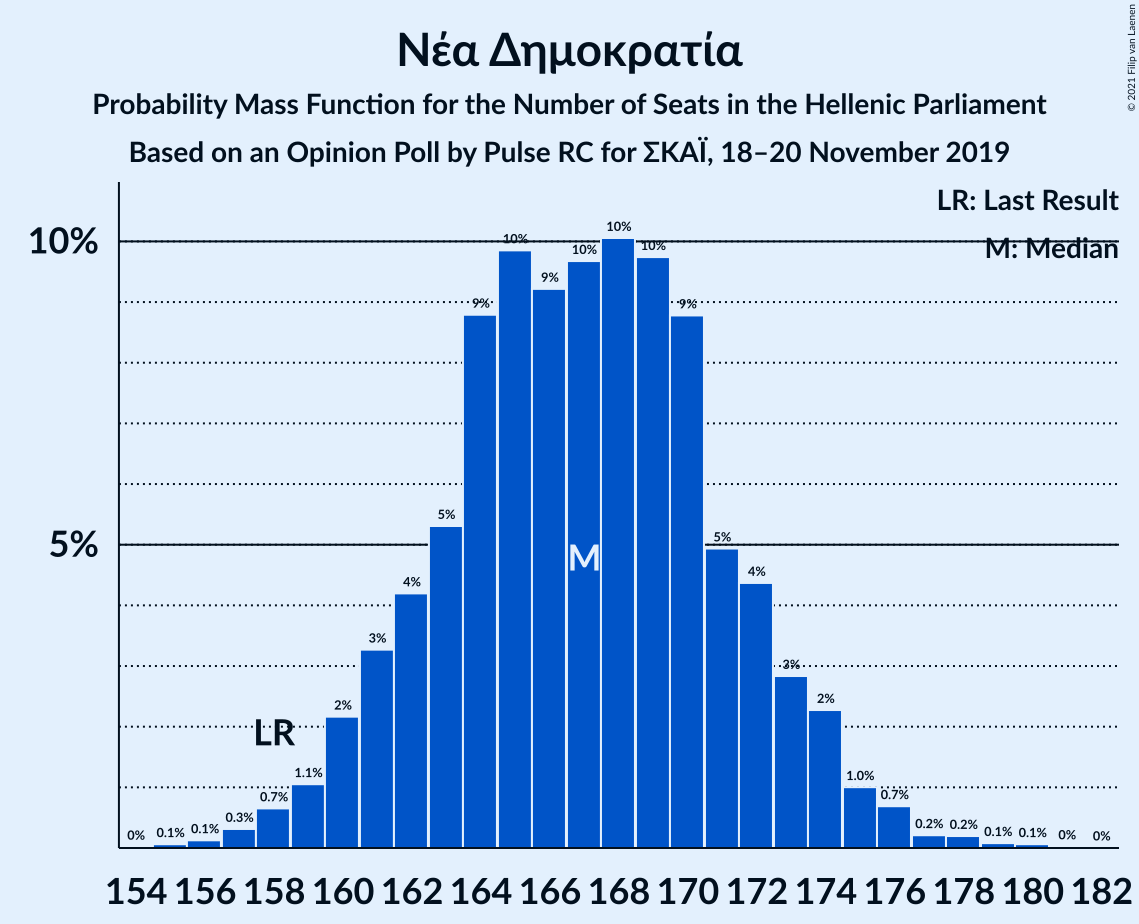 Νέα Δημοκρατία
Probability Mass Function for the Number of Seats in the Hellenic Parliament
Based on an Opinion Poll by Pulse RC for ΣΚΑΪ, 18–20 November 2019
© 2021 Filip van Laenen
LR: Last Result
M: Median
10%
5%
0% 0.1% 0.1% 0.3% 0.7% 1.1% 2% 3% 4% 5% 9% 10% 9% 10% 10% 10% 9% 5% 4% 3% 2% 1.0% 0.7% 0.2% 0.2% 0.1% 0.1% 0% 0%
LR
M
154 156 158 160 162 164 166 168 170 172 174 176 178 180 182